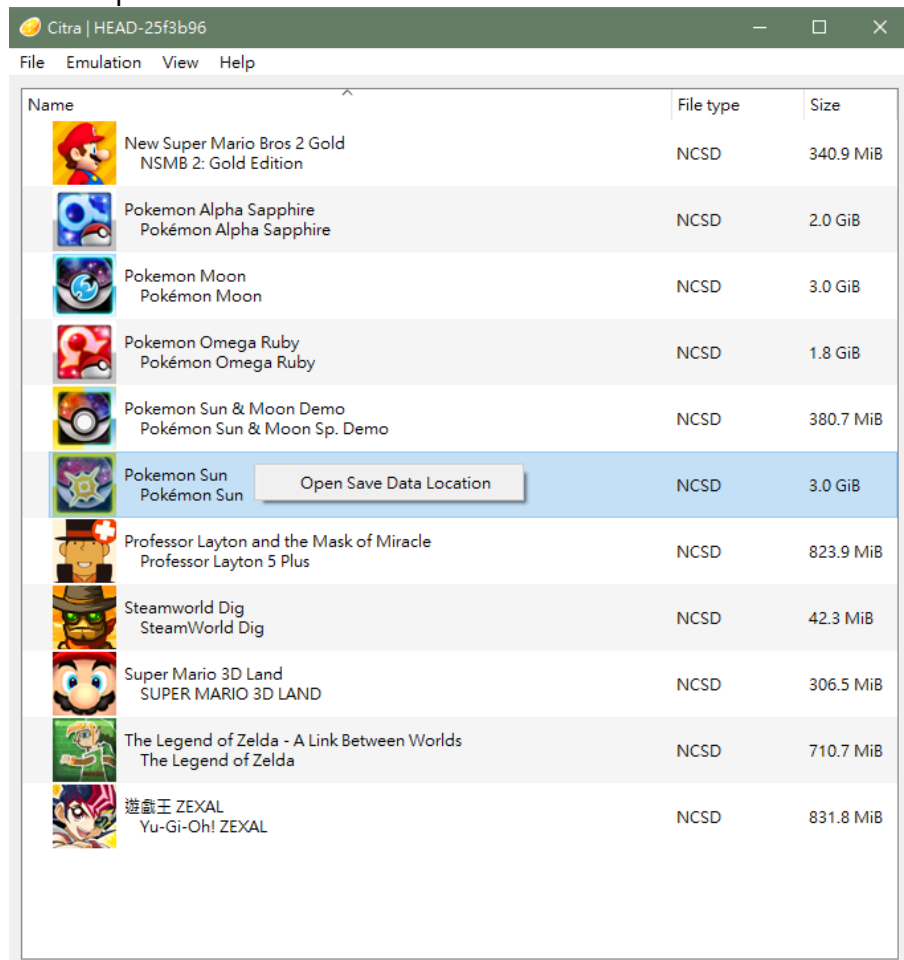 Citra | HEAD-25f3b96
File Emulation View Help
Name File type Size
New Super Mario Bros 2 Gold
NSMB 2: Gold Edition
NCSD 340.9 MiB
Pokemon Alpha Sapphire
Pokémon Alpha Sapphire
NCSD 2.0 GiB
Pokemon Moon
Pokémon Moon
NCSD 3.0 GiB
Pokemon Omega Ruby
Pokémon Omega Ruby
NCSD 1.8 GiB
Pokemon Sun & Moon Demo
Pokémon Sun & Moon Sp. Demo
NCSD 380.7 MiB
Pokemon Sun
Pokémon Sun
Open Save Data Location
NCSD 3.0 GiB
Professor Layton and the Mask of Miracle
Professor Layton 5 Plus
NCSD 823.9 MiB
Steamworld Dig
SteamWorld Dig
NCSD 42.3 MiB
Super Mario 3D Land
SUPER MARIO 3D LAND
NCSD 306.5 MiB
The Legend of Zelda - A Link Between Worlds
The Legend of Zelda
NCSD 710.7 MiB
遊戲王 ZEXAL
Yu-Gi-Oh! ZEXAL
NCSD 831.8 MiB